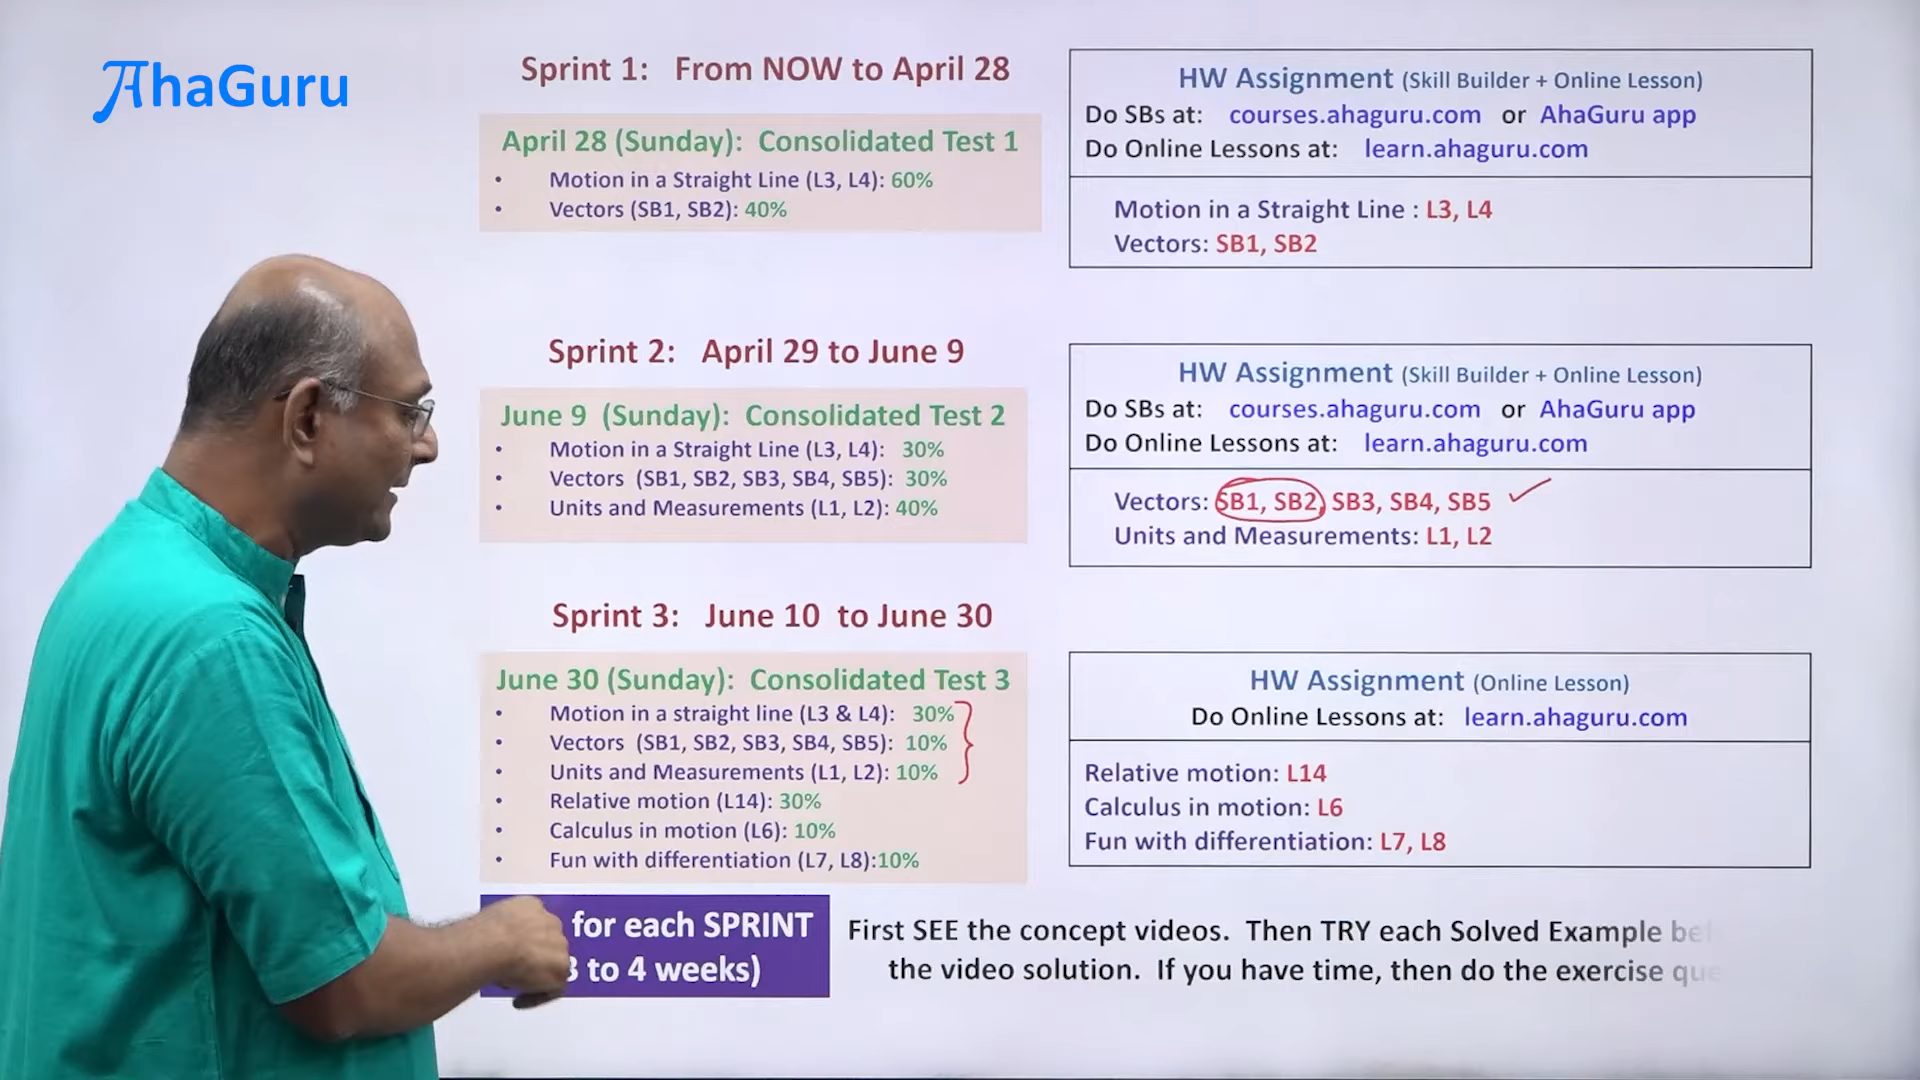 AhaGuru
Sprint 1: From NOW to April 28
April 28 (Sunday): Consolidated Test 1
• Motion in a Straight Line (L3, L4): 60%
• Vectors (SB1, SB2): 40%
HW Assignment (Skill Builder + Online Lesson)
Do SBs at: courses.ahaguru.com or AhaGuru app
Do Online Lessons at: learn.ahaguru.com
Motion in a Straight Line : L3, L4
Vectors: SB1, SB2
Sprint 2: April 29 to June 9
June 9 (Sunday): Consolidated Test 2
• Motion in a Straight Line (L3, L4): 30%
• Vectors (SB1, SB2, SB3, SB4, SB5): 30%
• Units and Measurements (L1, L2): 40%
HW Assignment (Skill Builder + Online Lesson)
Do SBs at: courses.ahaguru.com or AhaGuru app
Do Online Lessons at: learn.ahaguru.com
Vectors: SB1, SB2, SB3, SB4, SB5
Units and Measurements: L1, L2
Sprint 3: June 10 to June 30
June 30 (Sunday): Consolidated Test 3
• Motion in a straight line (L3 & L4): 30%
• Vectors (SB1, SB2, SB3, SB4, SB5): 10%
• Units and Measurements (L1, L2): 10%
• Relative motion (L14): 30%
• Calculus in motion (L6): 10%
• Fun with differentiation (L7, L8):10%
HW Assignment (Online Lesson)
Do Online Lessons at: learn.ahaguru.com
Relative motion: L14
Calculus in motion: L6
Fun with differentiation: L7, L8
for each SPRINT
3 to 4 weeks)
First SEE the concept videos. Then TRY each Solved Example
the video solution. If you have time, then do the exercise